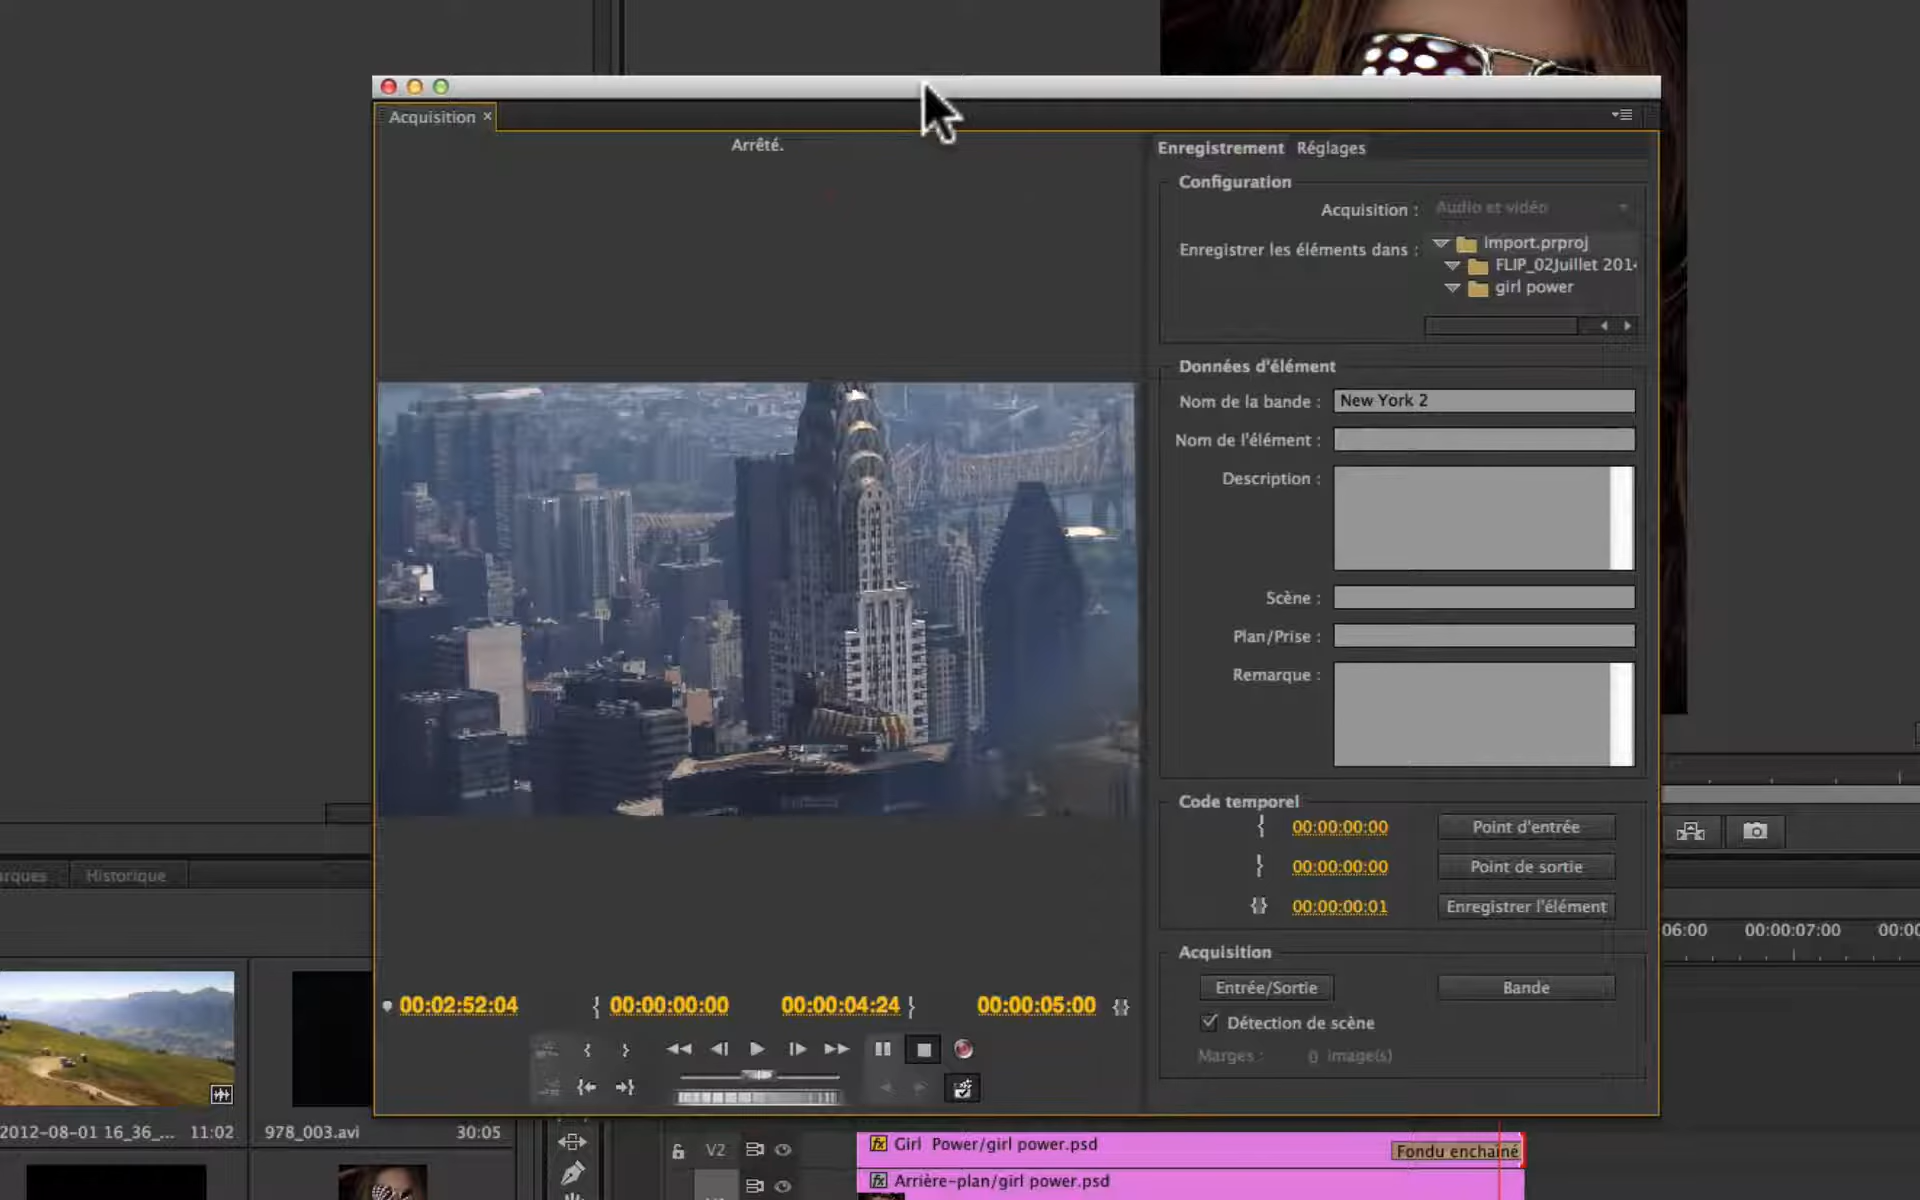 Acquisition ×
Arrêté.
Enregistrement Réglages
Configuration
Acquisition : Audio et vidéo
Enregistrer les éléments dans : import.prproj
FLIP_02Juillet 201
girl power
Données d'élément
Nom de la bande : New York 2
Nom de l'élément :
Description :
Scène :
Plan/Prise :
Remarque :
Code temporel
{ 00:00:00:00 Point d'entrée
} 00:00:00:00 Point de sortie
{} 00:00:00:01 Enregistrer l'élément
Acquisition
Entrée/Sortie Bande
Détection de scène
Marges : 0 image(s)
00:02:52:04 { 00:00:00:00 00:00:04:24 } 00:00:05:00 {}
Historique
06:00 00:00:07:00 00:00
2012-08-01 16_36_... 11:02 978_003.avi 30:05
V2 fx Girl Power/girl power.psd Fondu enchaîné
fx Arrière-plan/girl power.psd